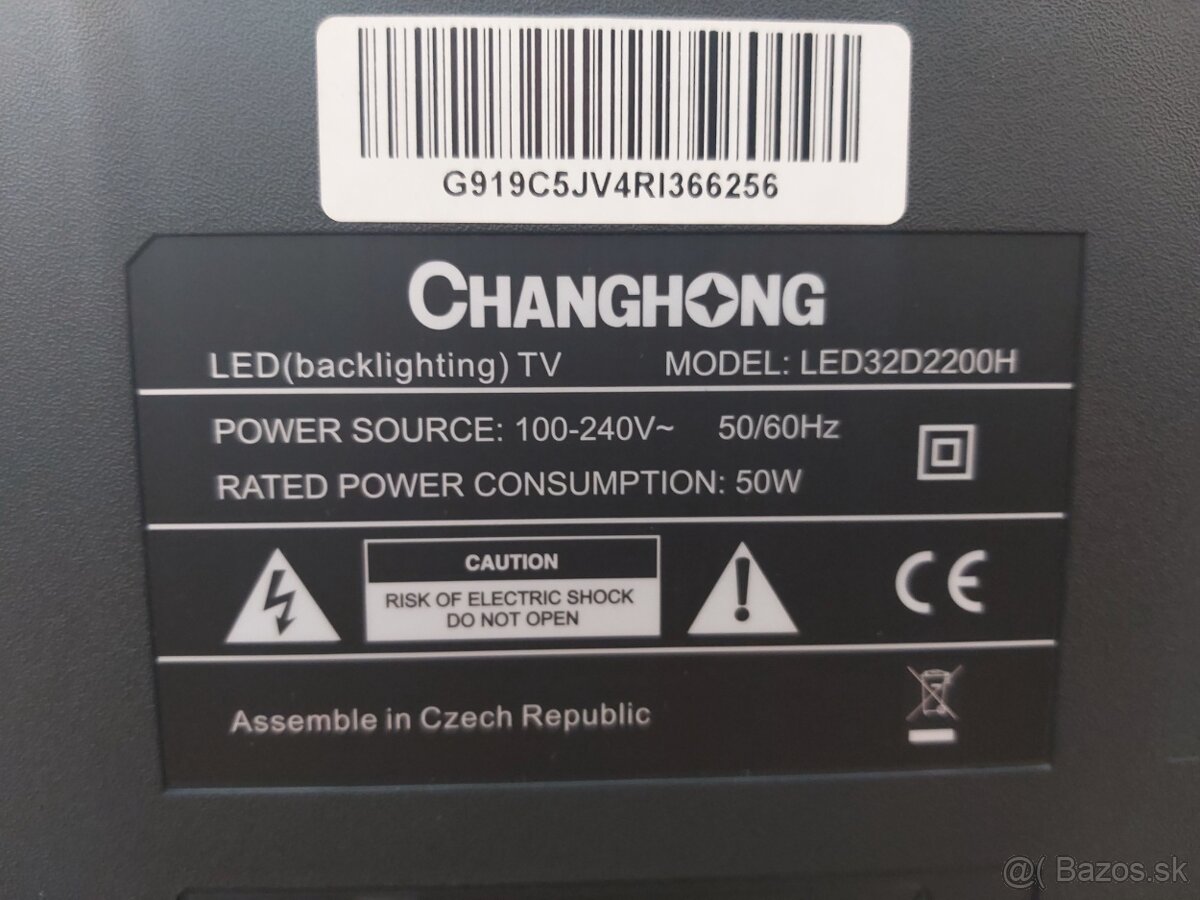 G919C5JV4RI366256
CHANGHONG
LED(backlighting) TV MODEL: LED32D2200H
POWER SOURCE: 100-240V~ 50/60Hz
RATED POWER CONSUMPTION: 50W
CAUTION
RISK OF ELECTRIC SHOCK
DO NOT OPEN
CE
Assemble in Czech Republic
@( Bazos.sk